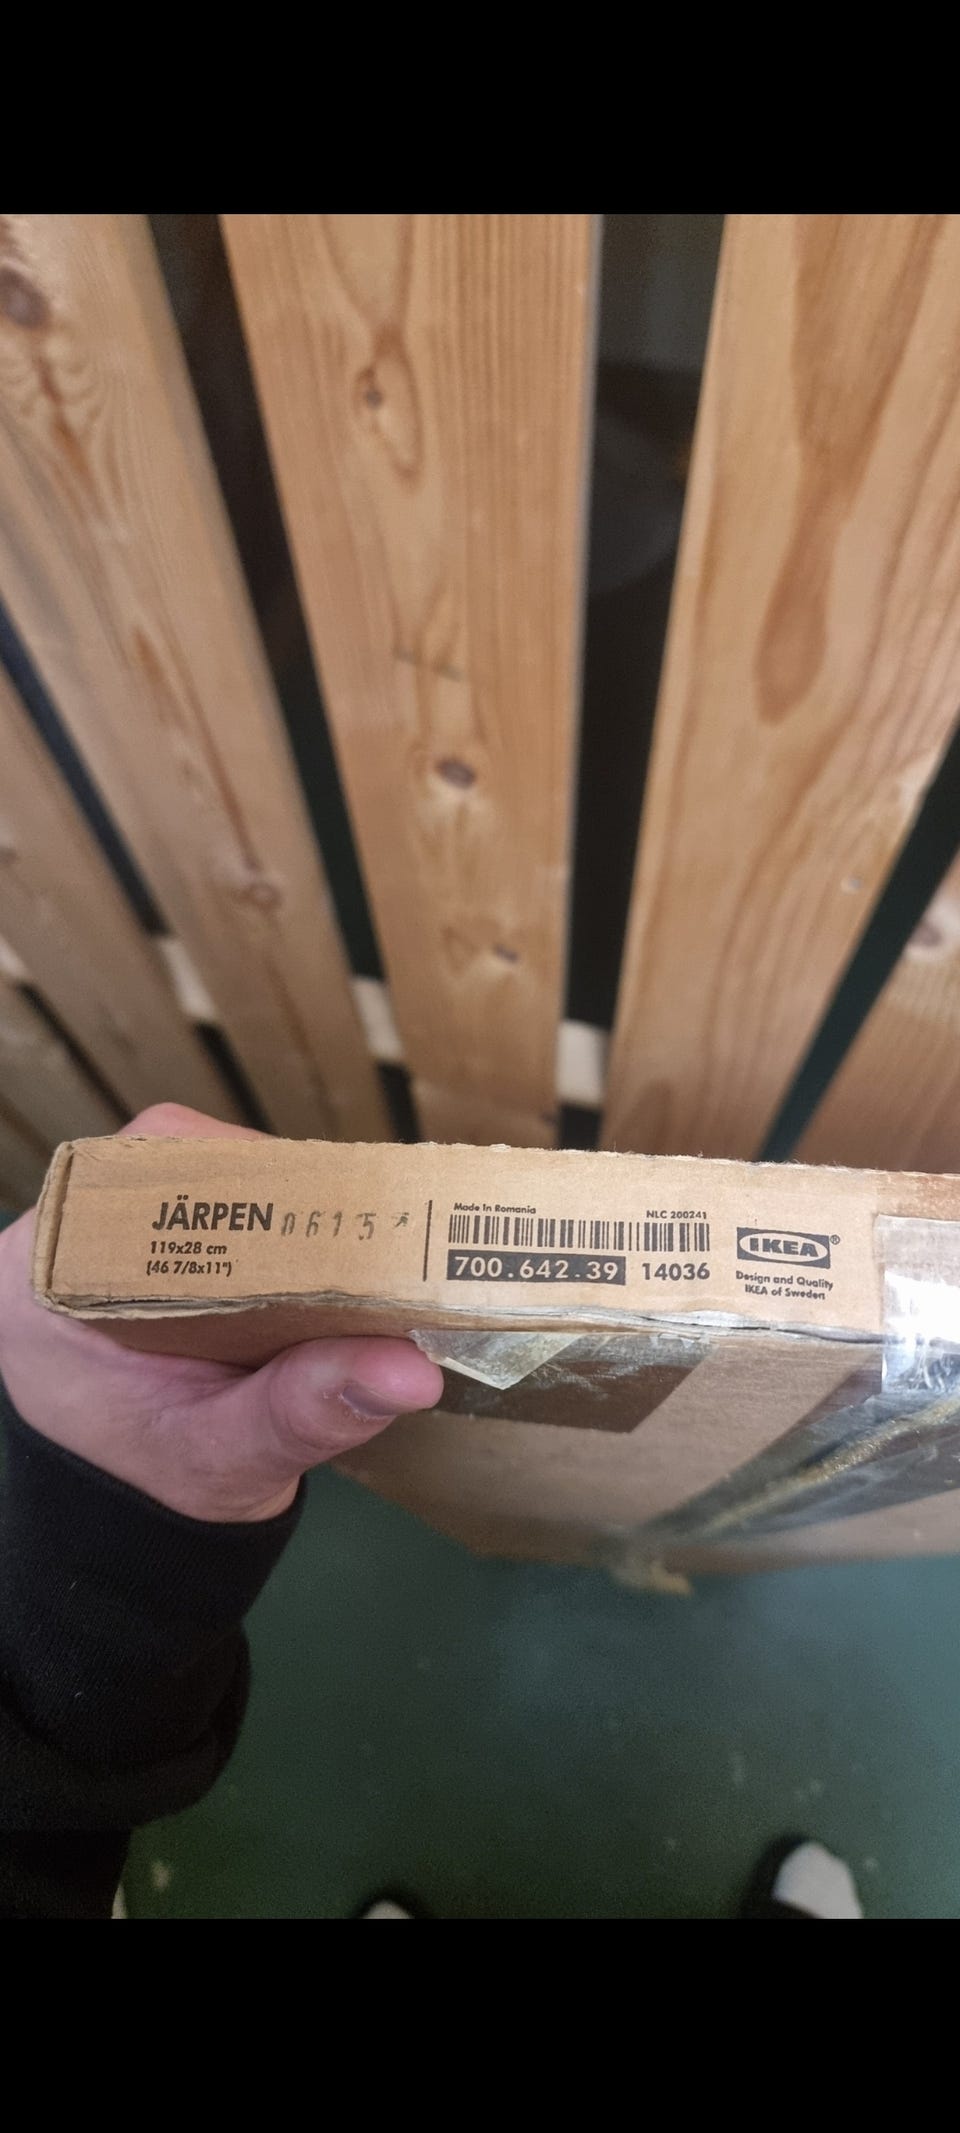 JÄRPEN
119x28 cm
(46 7/8x11")
Made in Romania
NLC 200241
700.642.39 14036
IKEA®
Design and Quality
IKEA of Sweden